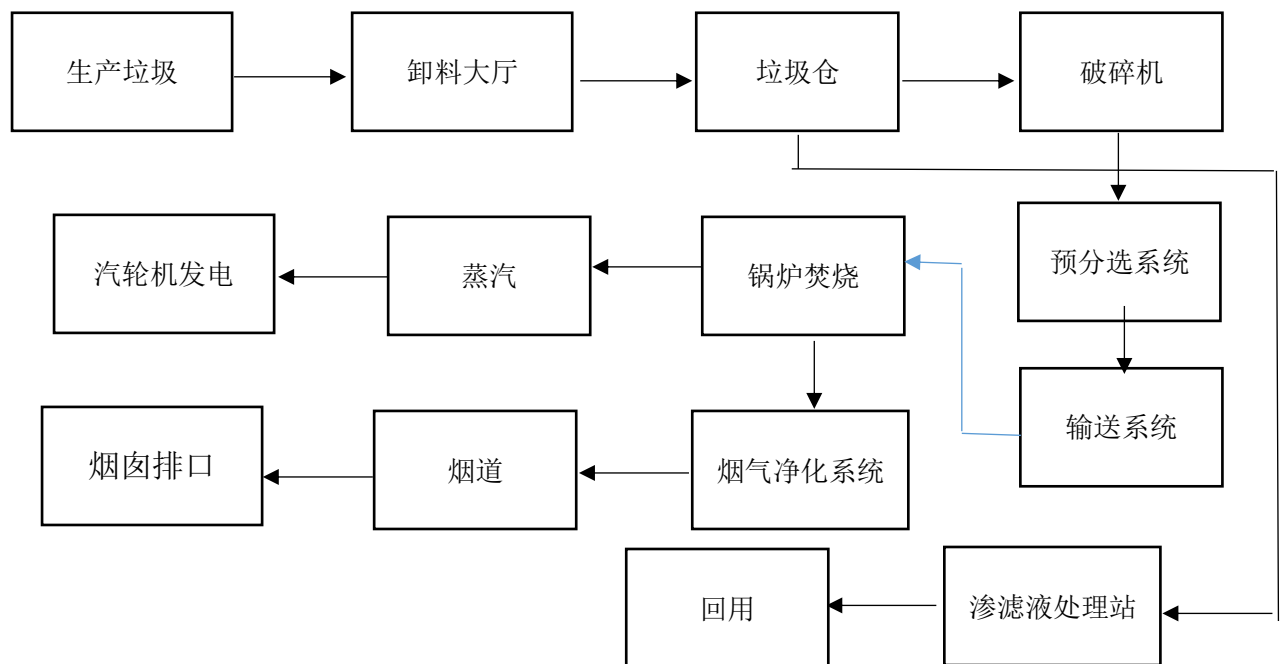 生产垃圾
卸料大厅
垃圾仓
破碎机
预分选系统
汽轮机发电
蒸汽
锅炉焚烧
输送系统
烟囱排口
烟道
烟气净化系统
回用
渗滤液处理站